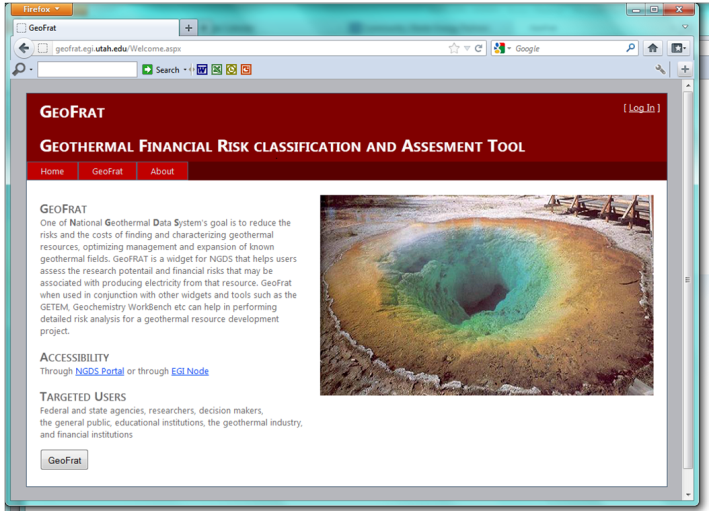 Firefox
GeoFrat
geofrat.egi.utah.edu/Welcome.aspx
Google
Search
GEOFRAT
[ Log In ]
GEOTHERMAL FINANCIAL RISK CLASSIFICATION AND ASSESMENT TOOL
Home GeoFrat About
GEOFRAT
One of National Geothermal Data System's goal is to reduce the
risks and the costs of finding and characterizing geothermal
resources, optimizing management and expansion of known
geothermal fields. GeoFRAT is a widget for NGDS that helps users
assess the research potentail and financial risks that may be
associated with producing electricity from that resource. GeoFrat
when used in conjunction with other widgets and tools such as the
GETEM, Geochemistry WorkBench etc can help in performing
detailed risk analysis for a geothermal resource development
project.
ACCESSIBILITY
Through NGDS Portal or through EGI Node
TARGETED USERS
Federal and state agencies, researchers, decision makers,
the general public, educational institutions, the geothermal industry,
and financial institutions
GeoFrat